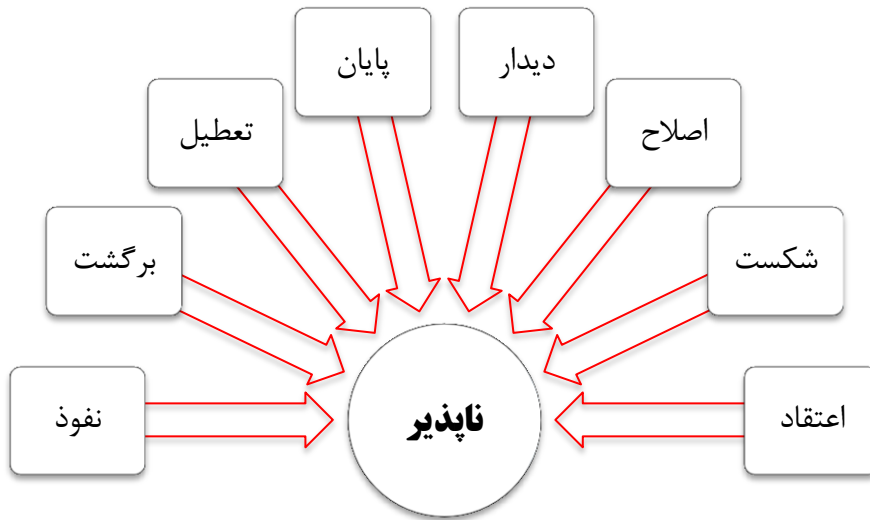 پایان
دیدار
تعطیل
اصلاح
برگشت
شکست
نفوذ
ناپذیر
اعتقاد